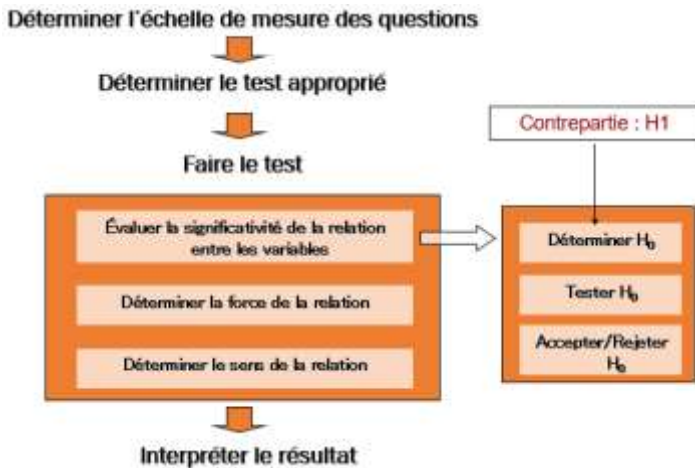 Déterminer l'échelle de mesure des questions
Déterminer le test approprié
Faire le test
Évaluer la significativité de la relation
entre les variables
Déterminer la force de la relation
Déterminer le sens de la relation
Interpréter le résultat
Contrepartie : H1
Déterminer H₀
Tester H₀
Accepter/Rejeter
H₀